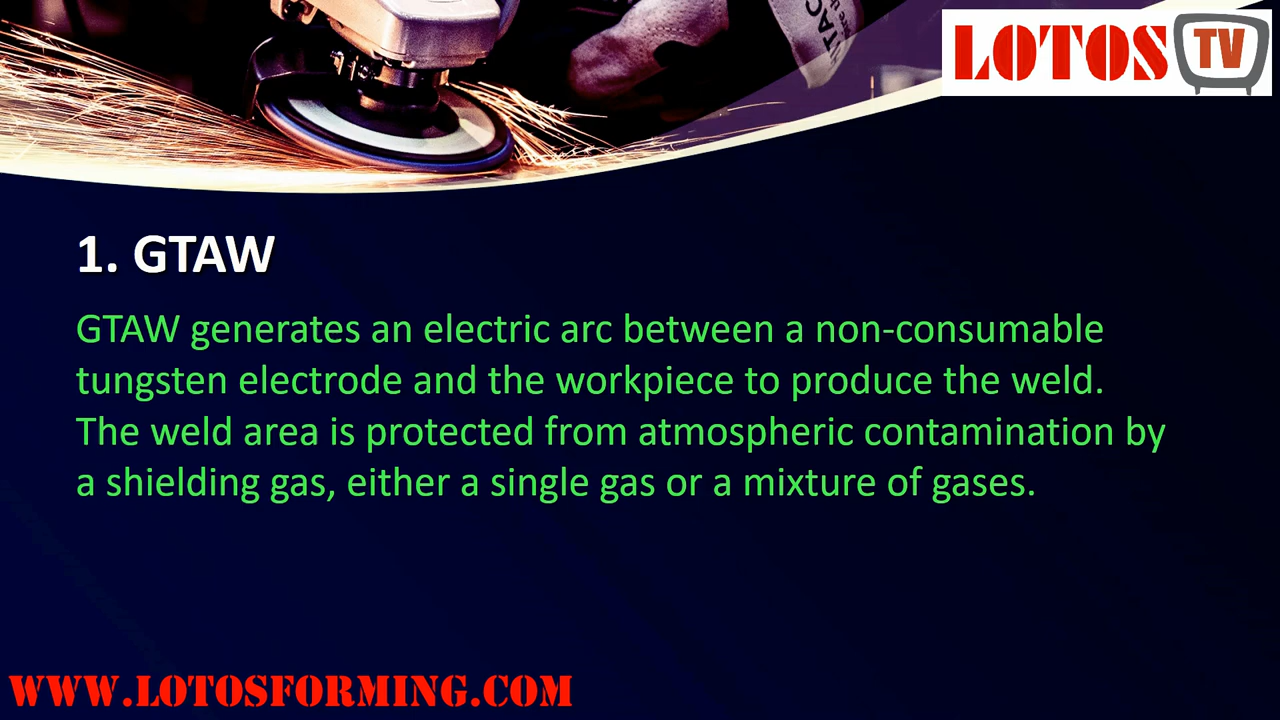 LOTOS TV
1. GTAW
GTAW generates an electric arc between a non-consumable
tungsten electrode and the workpiece to produce the weld.
The weld area is protected from atmospheric contamination by
a shielding gas, either a single gas or a mixture of gases.
WWW.LOTOSFORMING.COM